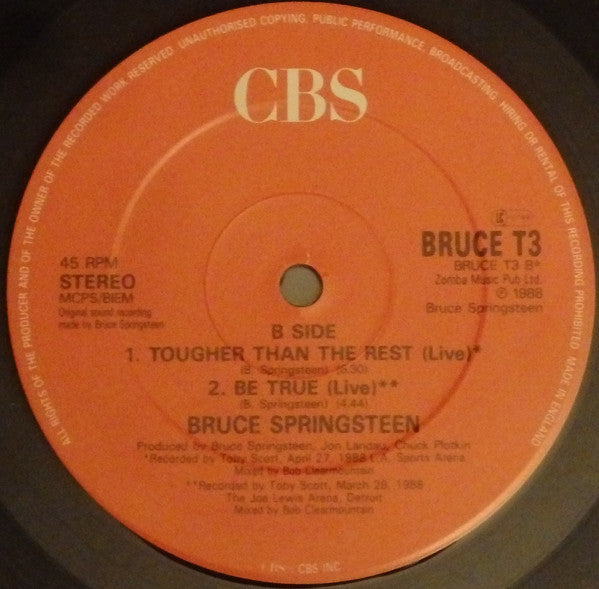 ALL RIGHTS OF THE PRODUCER AND OF THE OWNER OF THE RECORDED WORK RESERVED. UNAUTHORISED COPYING, PUBLIC PERFORMANCE, BROADCASTING, HIRING OR RENTAL OF THIS RECORDING PROHIBITED. MADE IN ENGLAND
CBS
45 RPM
STEREO
MCPS/BIEM
Original sound recording
made by Bruce Springsteen
BRUCE T3
BRUCE T3 B*
Zomba Music Pub Ltd.
℗ 1988
Bruce Springsteen
B SIDE
1. TOUGHER THAN THE REST (Live)*
(B. Springsteen) (6.30)
2. BE TRUE (Live)**
(B. Springsteen) (4.44)
BRUCE SPRINGSTEEN
Produced by Bruce Springsteen, Jon Landau, Chuck Plotkin
*Recorded by Toby Scott, April 27, 1988 L.A. Sports Arena
Mixed by Bob Clearmountain
**Recorded by Toby Scott, March 28, 1988
The Joe Lewis Arena, Detroit
Mixed by Bob Clearmountain
CBS INC